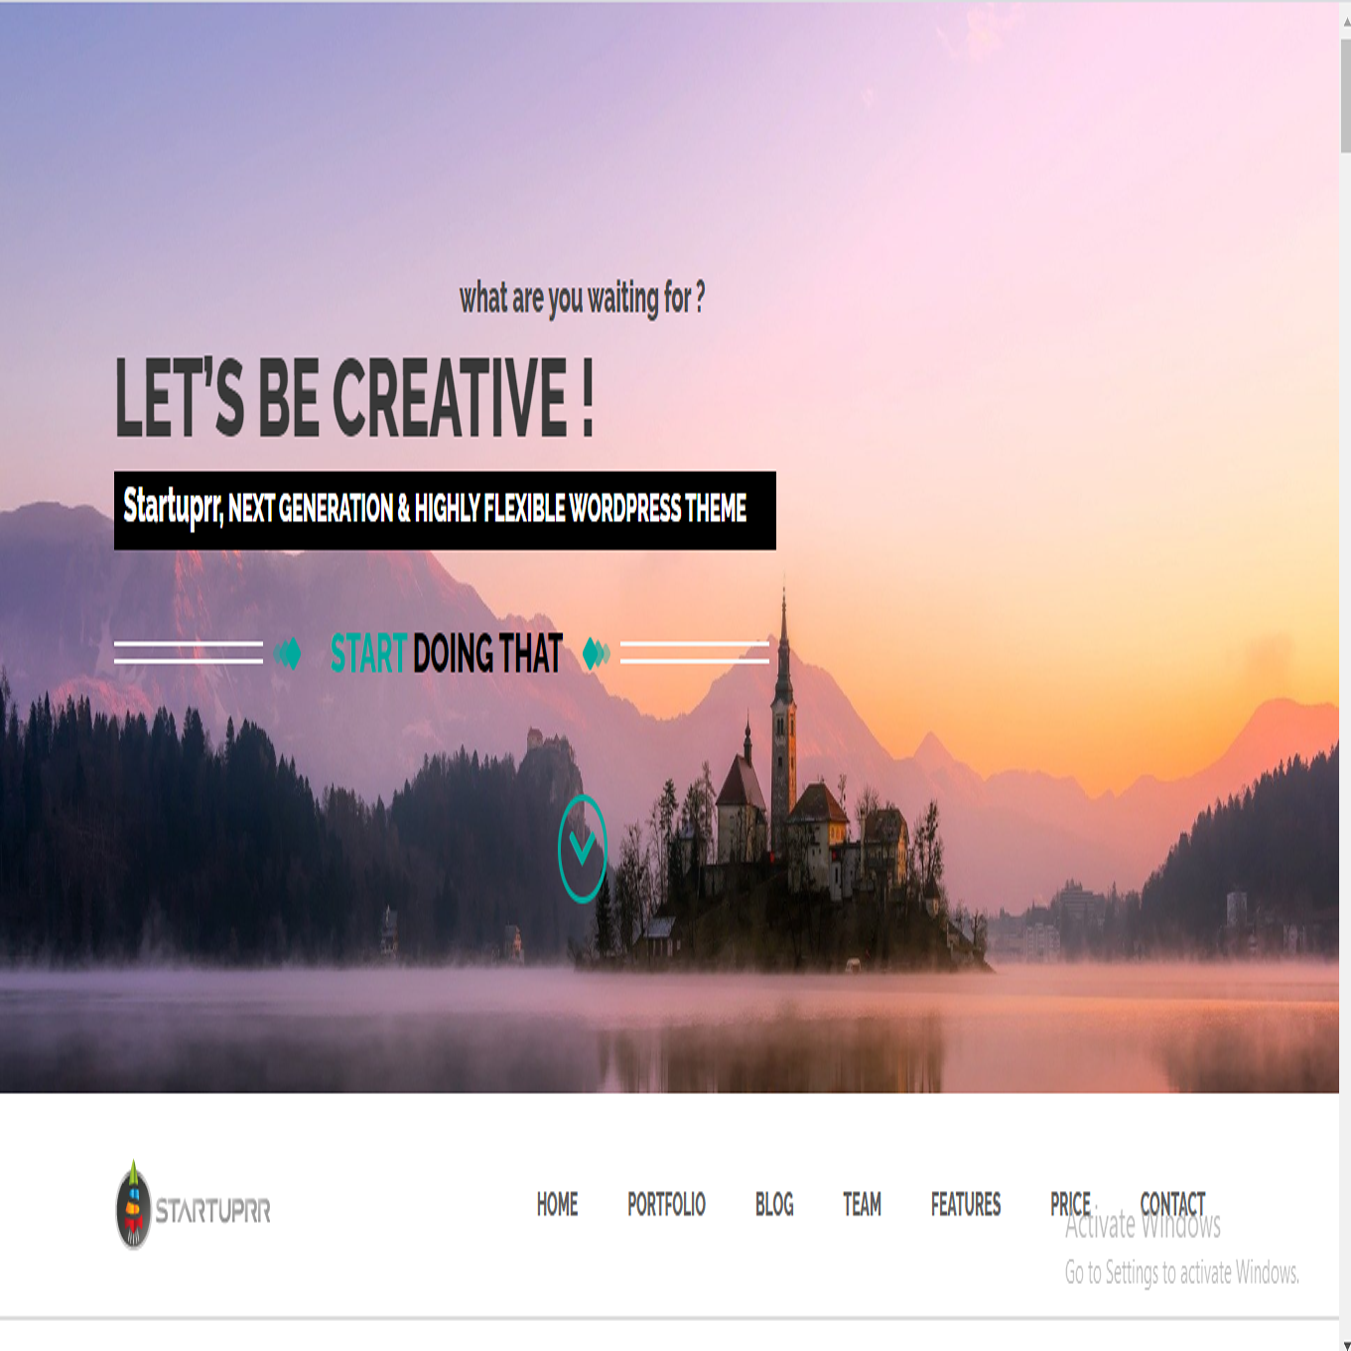 what are you waiting for ?
LET'S BE CREATIVE !
Startuprr, NEXT GENERATION & HIGHLY FLEXIBLE WORDPRESS THEME
START DOING THAT
STARTUPRR
HOME PORTFOLIO BLOG TEAM FEATURES PRICE CONTACT
Activate Windows
Go to Settings to activate Windows.